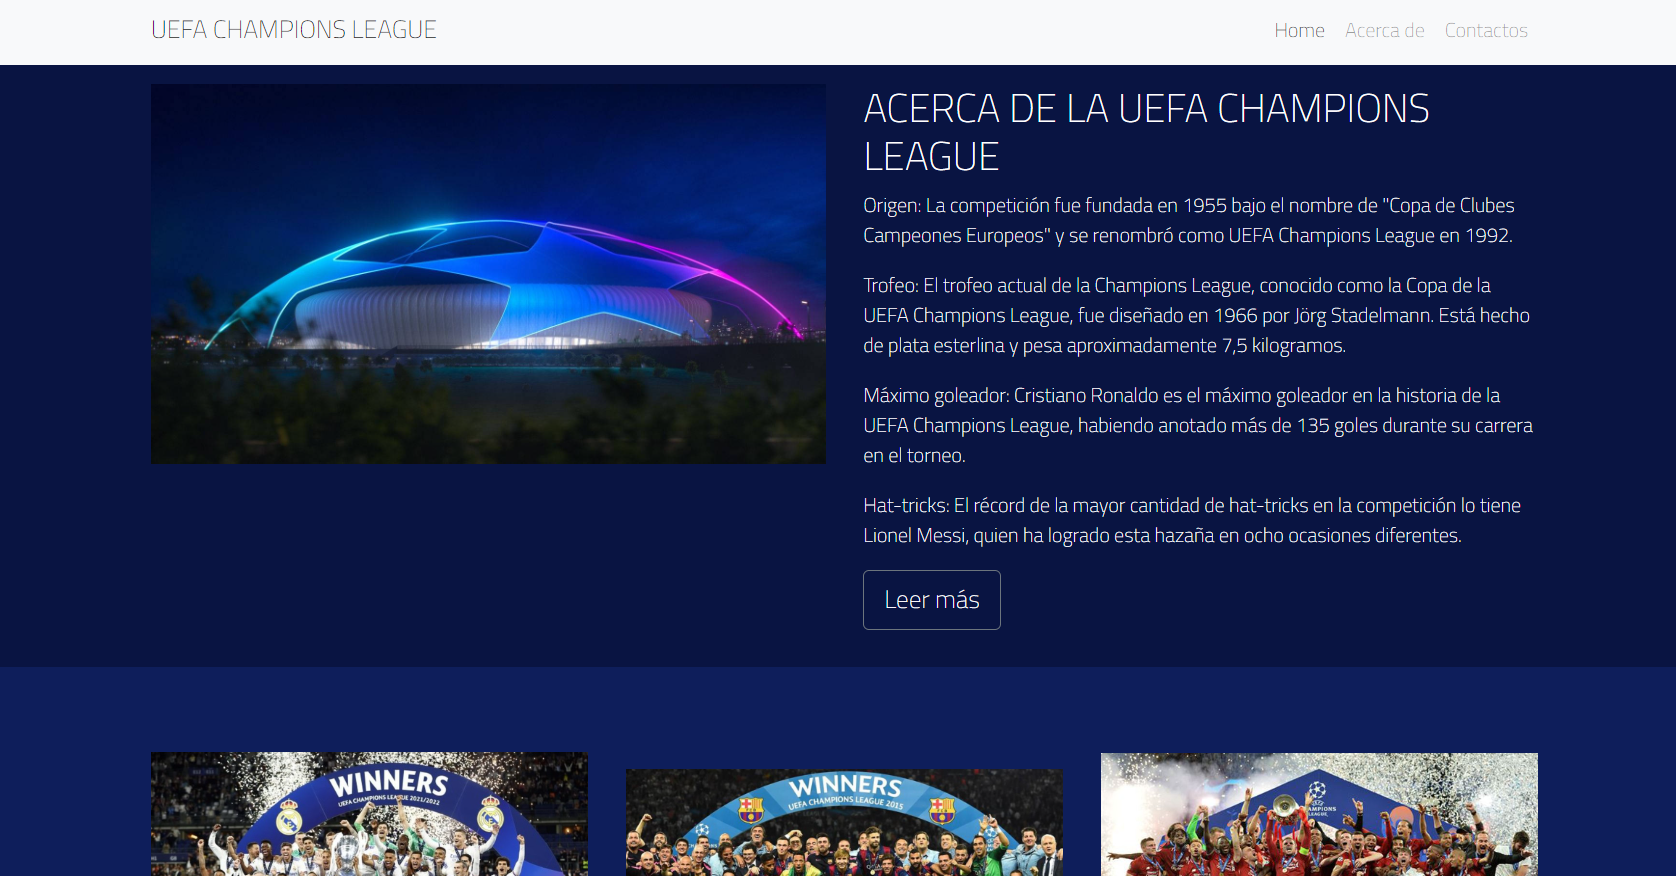 UEFA CHAMPIONS LEAGUE
Home Acerca de Contactos
ACERCA DE LA UEFA CHAMPIONS
LEAGUE
Origen: La competición fue fundada en 1955 bajo el nombre de "Copa de Clubes
Campeones Europeos" y se renombró como UEFA Champions League en 1992.
Trofeo: El trofeo actual de la Champions League, conocido como la Copa de la
UEFA Champions League, fue diseñado en 1966 por Jörg Stadelmann. Está hecho
de plata esterlina y pesa aproximadamente 7,5 kilogramos.
Máximo goleador: Cristiano Ronaldo es el máximo goleador en la historia de la
UEFA Champions League, habiendo anotado más de 135 goles durante su carrera
en el torneo.
Hat-tricks: El récord de la mayor cantidad de hat-tricks en la competición lo tiene
Lionel Messi, quien ha logrado esta hazaña en ocho ocasiones diferentes.
Leer más
WINNERS
UEFA CHAMPIONS LEAGUE 2021/2022
WINNERS
UEFA CHAMPIONS LEAGUE 2015
CHAMPIONS
LEAGUE